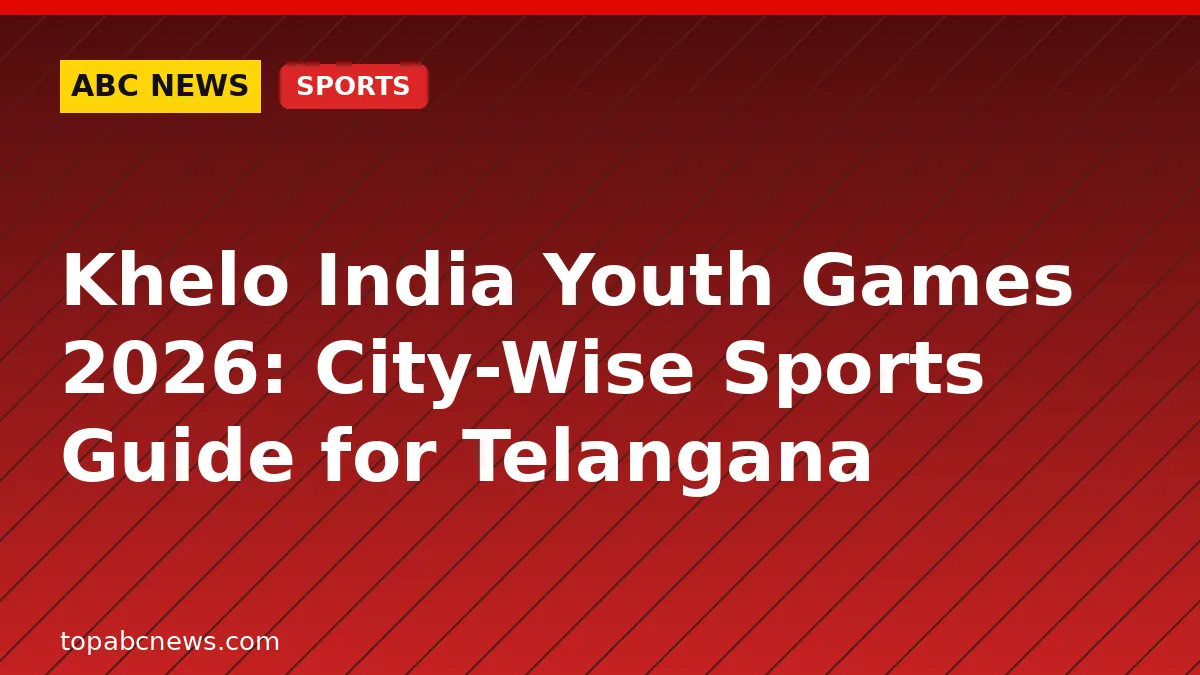 ABC NEWS
SPORTS
Khelo India Youth Games
2026: City-Wise Sports
Guide for Telangana
topabcnews.com